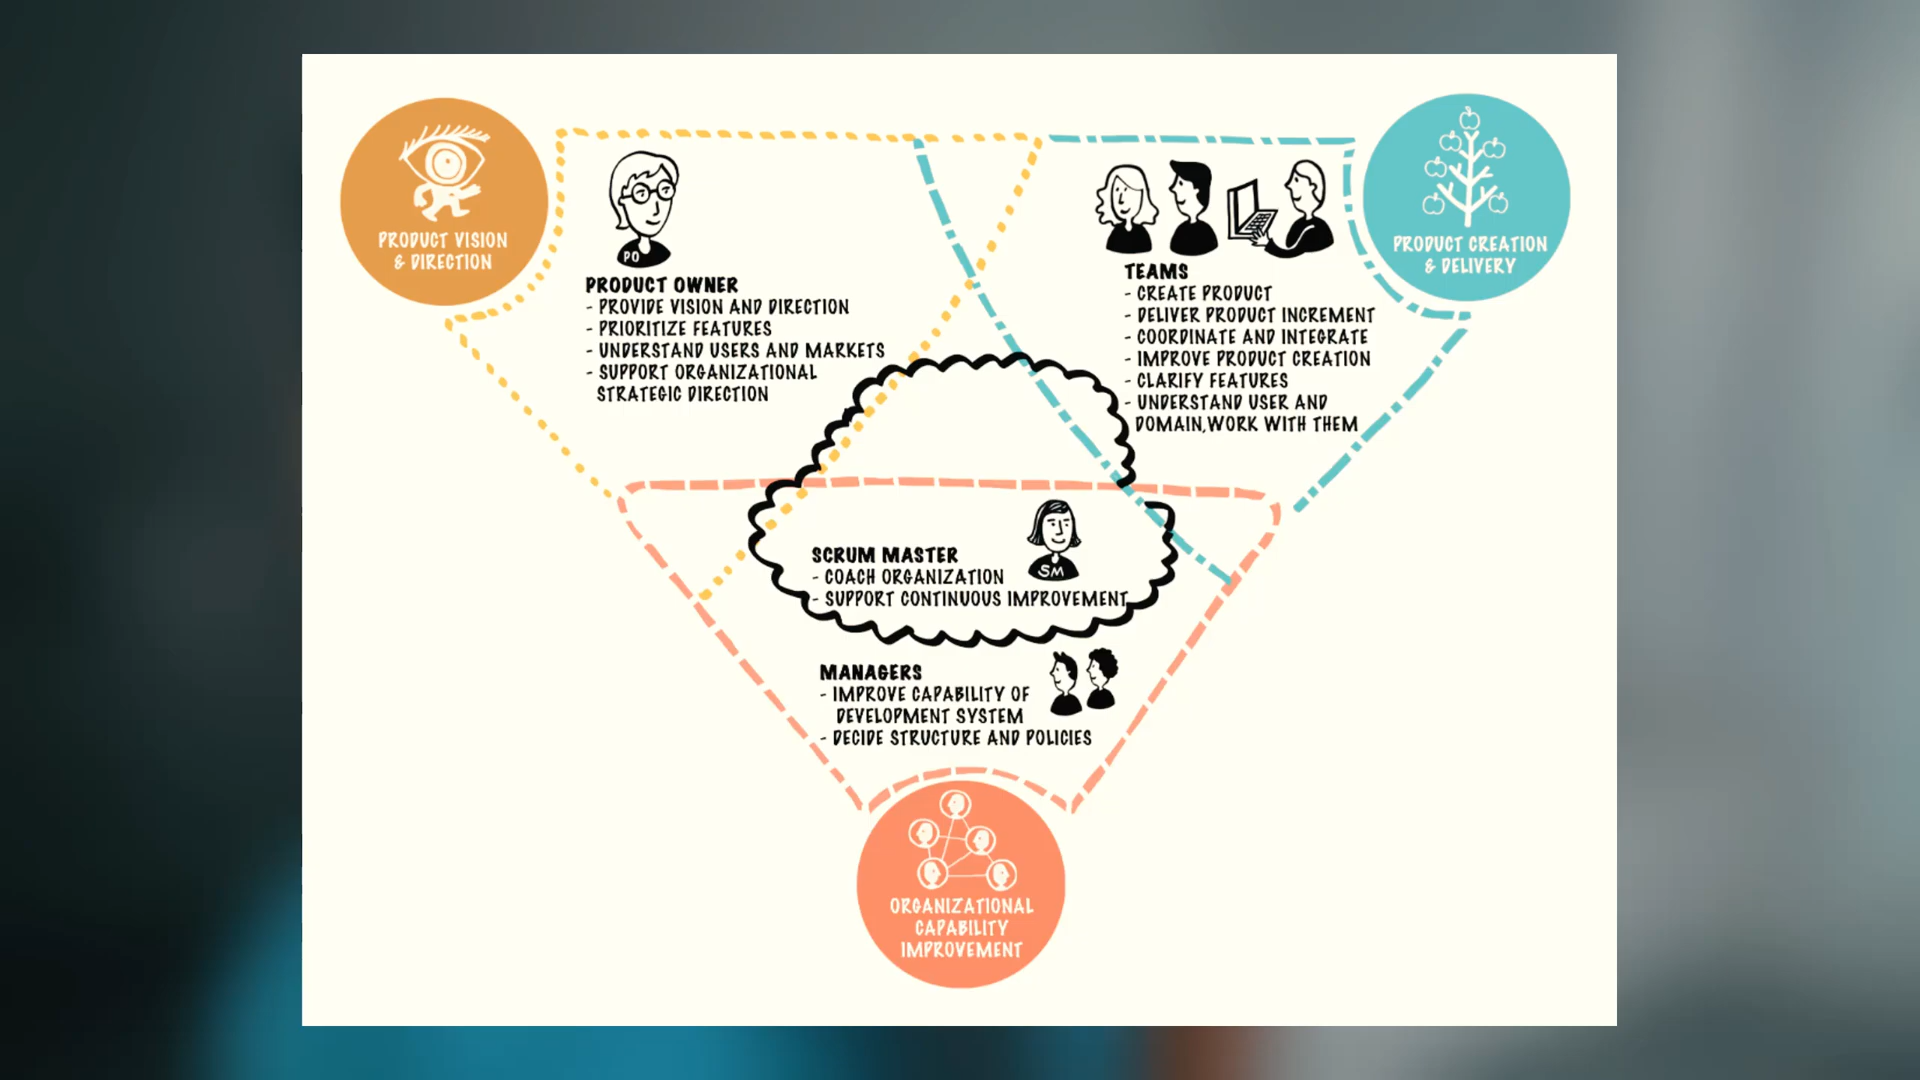 PRODUCT VISION
& DIRECTION
PO
PRODUCT OWNER
- PROVIDE VISION AND DIRECTION
- PRIORITIZE FEATURES
- UNDERSTAND USERS AND MARKETS
- SUPPORT ORGANIZATIONAL
STRATEGIC DIRECTION
TEAMS
- CREATE PRODUCT
- DELIVER PRODUCT INCREMENT
- COORDINATE AND INTEGRATE
- IMPROVE PRODUCT CREATION
- CLARIFY FEATURES
- UNDERSTAND USER AND
DOMAIN,WORK WITH THEM
PRODUCT CREATION
& DELIVERY
SM
SCRUM MASTER
- COACH ORGANIZATION
- SUPPORT CONTINUOUS IMPROVEMENT
MANAGERS
- IMPROVE CAPABILITY OF
DEVELOPMENT SYSTEM
- DECIDE STRUCTURE AND POLICIES
ORGANIZATIONAL
CAPABILITY
IMPROVEMENT